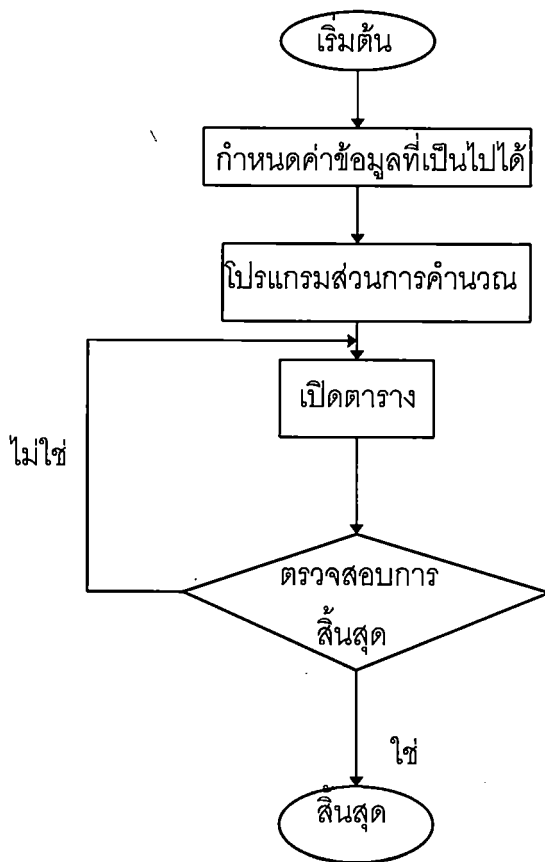 เริ่มต้น
กำหนดค่าข้อมูลที่เป็นไปได้
โปรแกรมส่วนการคำนวณ
เปิดตาราง
ไม่ใช่
ตรวจสอบการ
สิ้นสุด
ใช่
สิ้นสุด